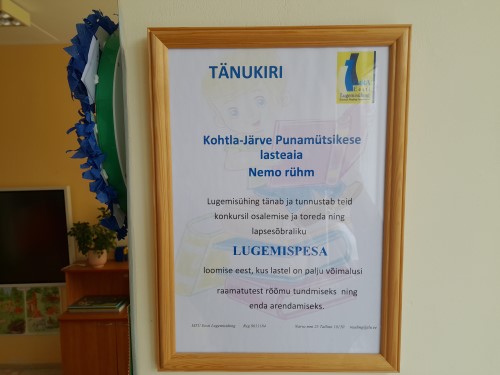 TÄNUKIRI
Kohtla-Järve Punamütsikese
lasteaia
Nemo rühm
Lugemisühing tänab ja tunnustab teid
konkursil osalemise ja toreda ning
lapsesõbraliku
LUGEMISPESA
loomise eest, kus lastel on palju võimalusi
raamatutest rõõmu tundmiseks ning
enda arendamiseks.